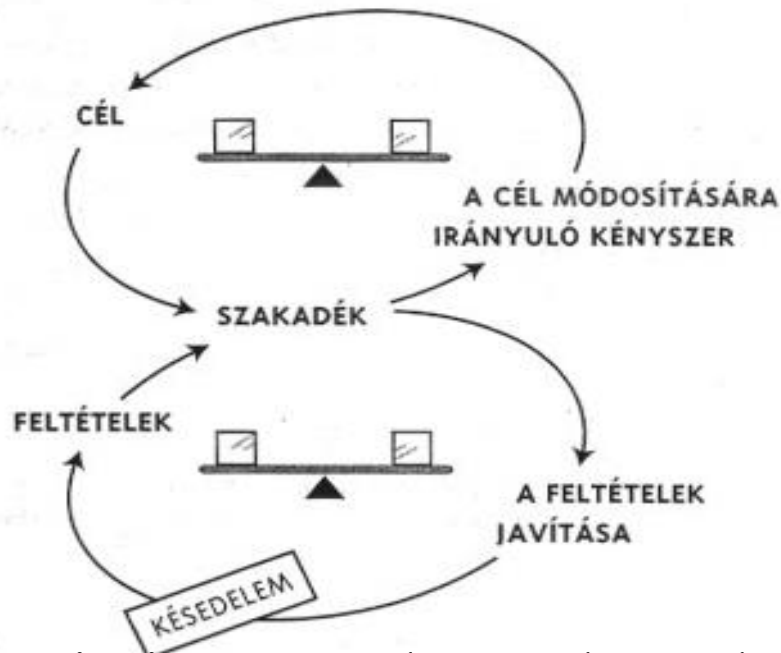 CÉL
A CÉL MÓDOSÍTÁSÁRA
IRÁNYULÓ KÉNYSZER
SZAKADÉK
FELTÉTELEK
A FELTÉTELEK
JAVÍTÁSA
KÉSEDELEM